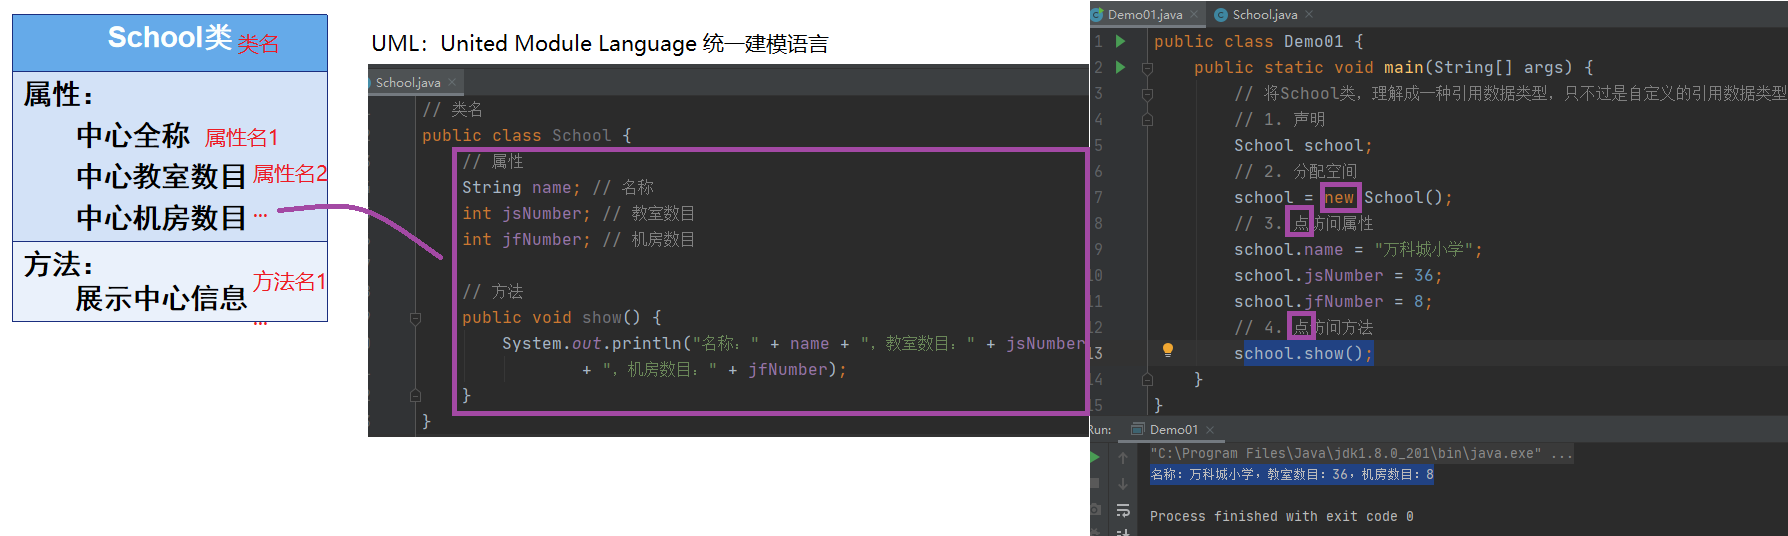 School类 类名
属性：
中心全称 属性名1
中心教室数目 属性名2
中心机房数目 ...
方法：
展示中心信息 方法名1
...
UML：United Module Language 统一建模语言
School.java
// 类名
public class School {
// 属性
String name; // 名称
int jsNumber; // 教室数目
int jfNumber; // 机房数目
// 方法
public void show() {
System.out.println("名称：" + name + "，教室数目：" + jsNumber
+ "，机房数目：" + jfNumber);
}
}
Demo01.java School.java
1 public class Demo01 {
2 public static void main(String[] args) {
3 // 将School类，理解成一种引用数据类型，只不过是自定义的引用数据类型
4 // 1. 声明
5 School school;
6 // 2. 分配空间
7 school = new School();
8 // 3. 点访问属性
9 school.name = "万科城小学";
10 school.jsNumber = 36;
11 school.jfNumber = 8;
12 // 4. 点访问方法
13 school.show();
14 }
15 }
Run: Demo01
"C:\Program Files\Java\jdk1.8.0_201\bin\java.exe" ...
名称：万科城小学，教室数目：36，机房数目：8
Process finished with exit code 0